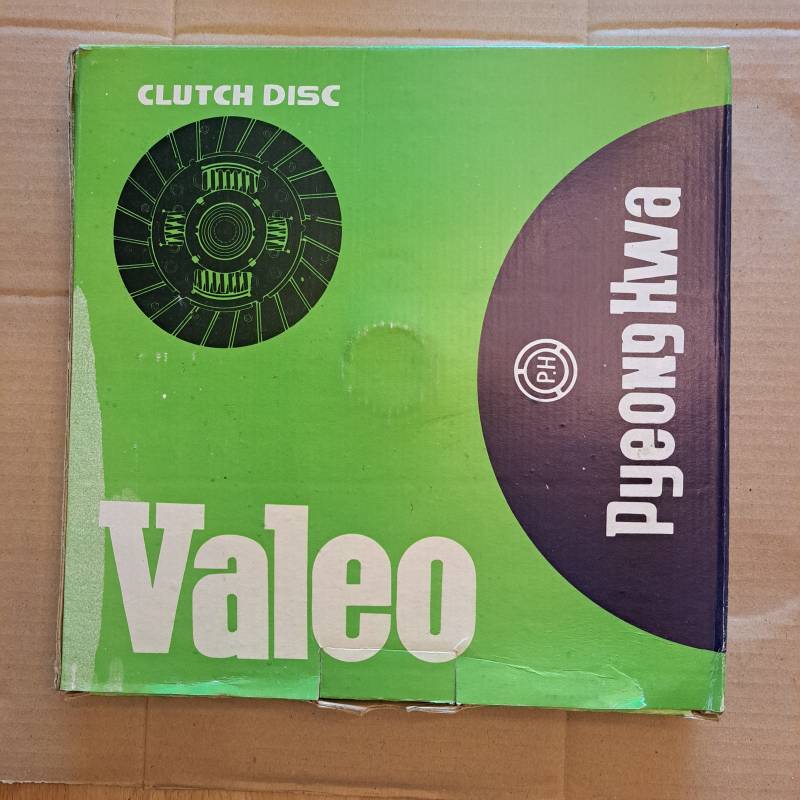 CLUTCH DISC
Pyeong Hwa
P.H
Valeo